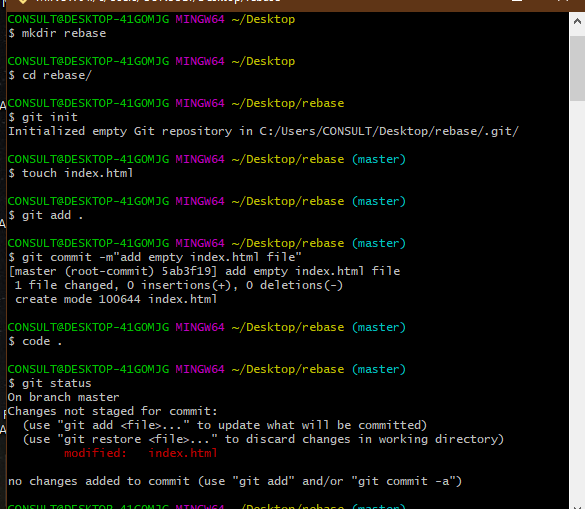 CONSULT@DESKTOP-41GOMJG MINGW64 ~/Desktop
$ mkdir rebase
CONSULT@DESKTOP-41GOMJG MINGW64 ~/Desktop
$ cd rebase/
CONSULT@DESKTOP-41GOMJG MINGW64 ~/Desktop/rebase
$ git init
Initialized empty Git repository in C:/Users/CONSULT/Desktop/rebase/.git/
CONSULT@DESKTOP-41GOMJG MINGW64 ~/Desktop/rebase (master)
$ touch index.html
CONSULT@DESKTOP-41GOMJG MINGW64 ~/Desktop/rebase (master)
$ git add .
CONSULT@DESKTOP-41GOMJG MINGW64 ~/Desktop/rebase (master)
$ git commit -m"add empty index.html file"
[master (root-commit) 5ab3f19] add empty index.html file
 1 file changed, 0 insertions(+), 0 deletions(-)
 create mode 100644 index.html
CONSULT@DESKTOP-41GOMJG MINGW64 ~/Desktop/rebase (master)
$ code .
CONSULT@DESKTOP-41GOMJG MINGW64 ~/Desktop/rebase (master)
$ git status
On branch master
Changes not staged for commit:
  (use "git add <file>..." to update what will be committed)
  (use "git restore <file>..." to discard changes in working directory)
        modified:   index.html
no changes added to commit (use "git add" and/or "git commit -a")
CONSULT@DESKTOP-41GOMJG MINGW64 ~/Desktop/rebase (master)